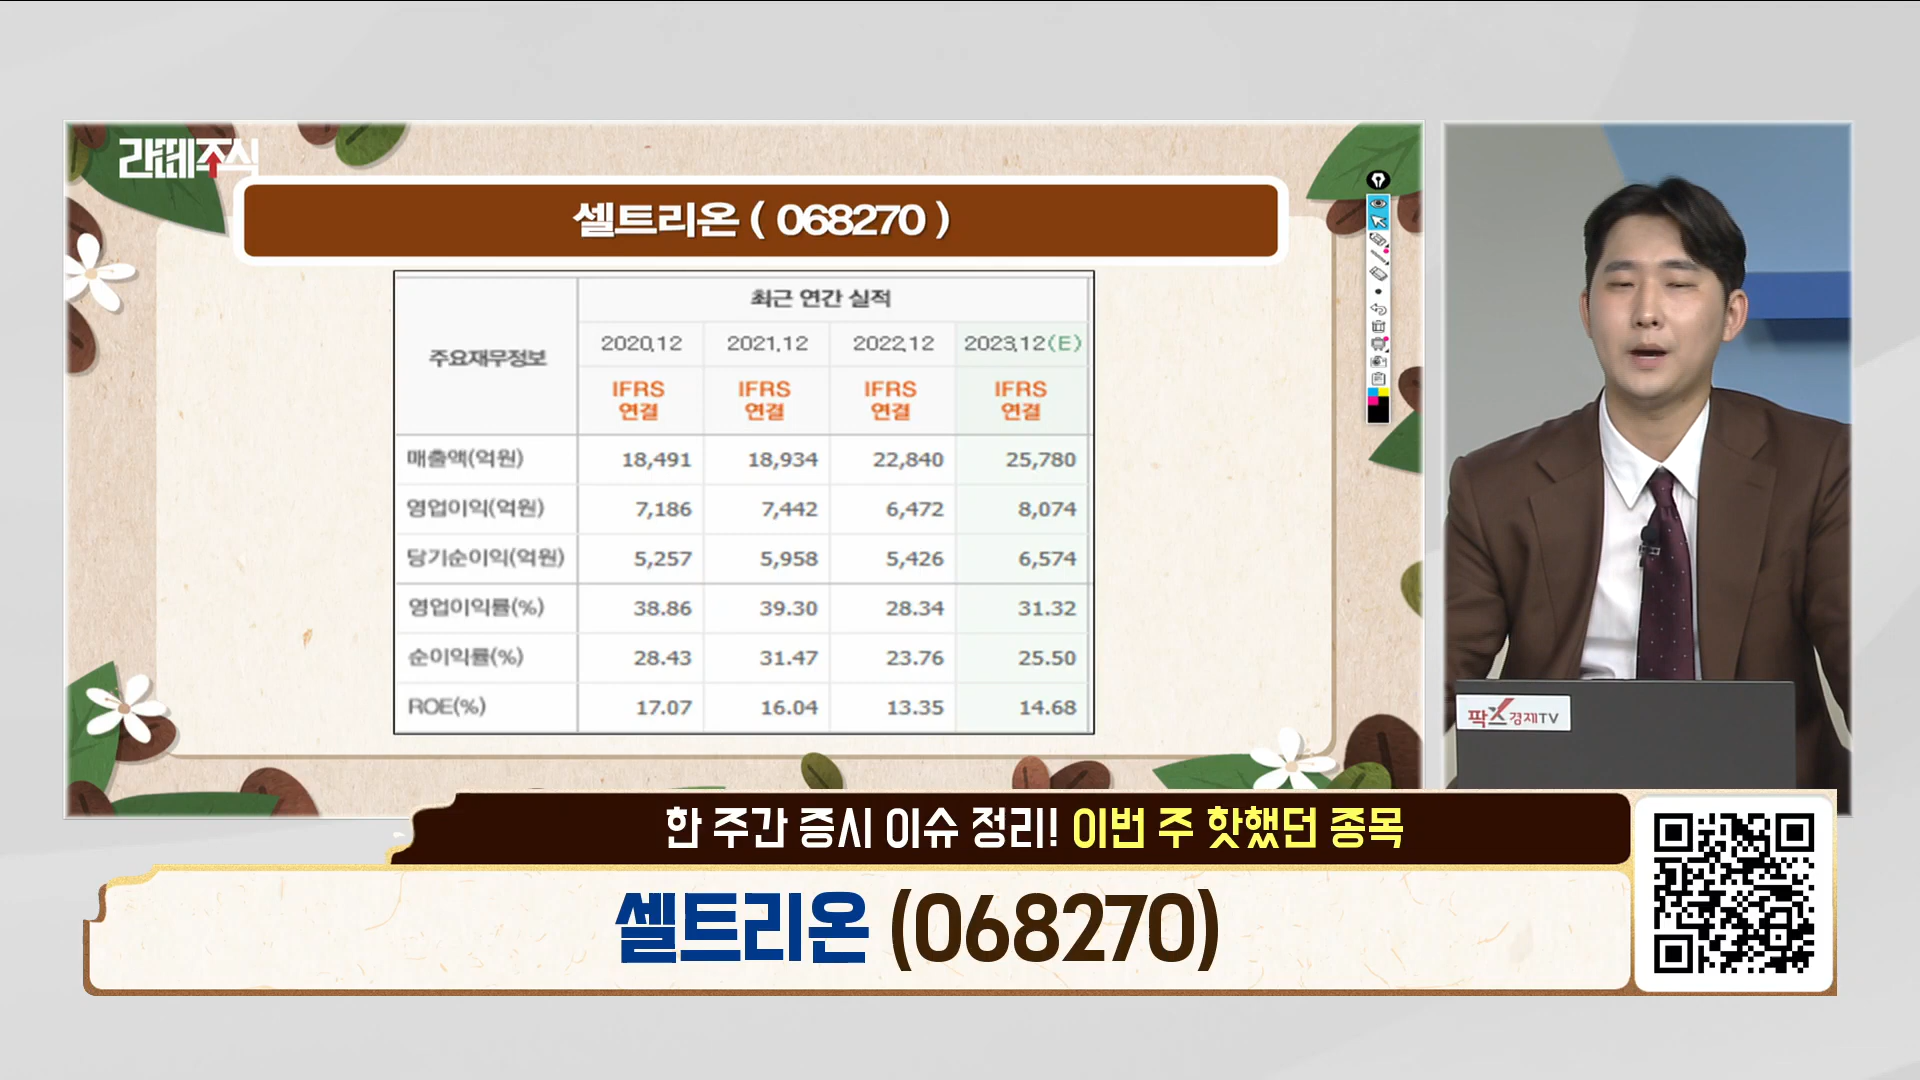 라떼주식
셀트리온 ( 068270 )
주요재무정보
최근 연간 실적
2020.12 2021.12 2022.12 2023.12(E)
IFRS 연결 IFRS 연결 IFRS 연결 IFRS 연결
매출액(억원) 18,491 18,934 22,840 25,780
영업이익(억원) 7,186 7,442 6,472 8,074
당기순이익(억원) 5,257 5,958 5,426 6,574
영업이익률(%) 38.86 39.30 28.34 31.32
순이익률(%) 28.43 31.47 23.76 25.50
ROE(%) 17.07 16.04 13.35 14.68
팍스경제TV
한 주간 증시 이슈 정리! 이번 주 핫했던 종목
셀트리온 (068270)